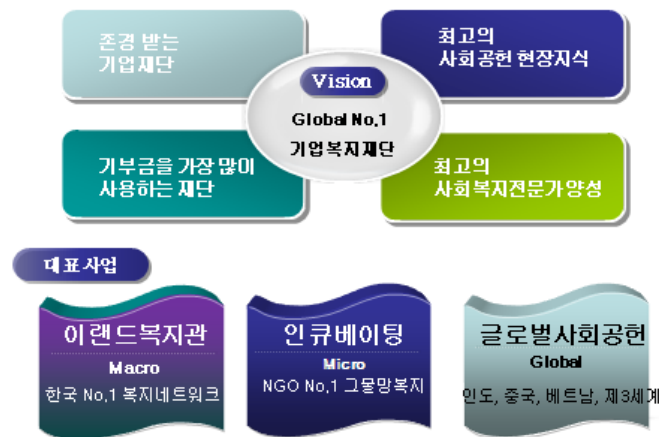 존경 받는
기업재단
최고의
사회공헌 현장지식
Vision
Global No.1
기업복지재단
기부금을 가장 많이
사용하는 재단
최고의
사회복지전문가양성
대표사업
이랜드복지관
Macro
한국 No.1 복지네트워크
인큐베이팅
Micro
NGO No.1 그물망복지
글로벌사회공헌
Global
인도, 중국, 베트남, 제3세계